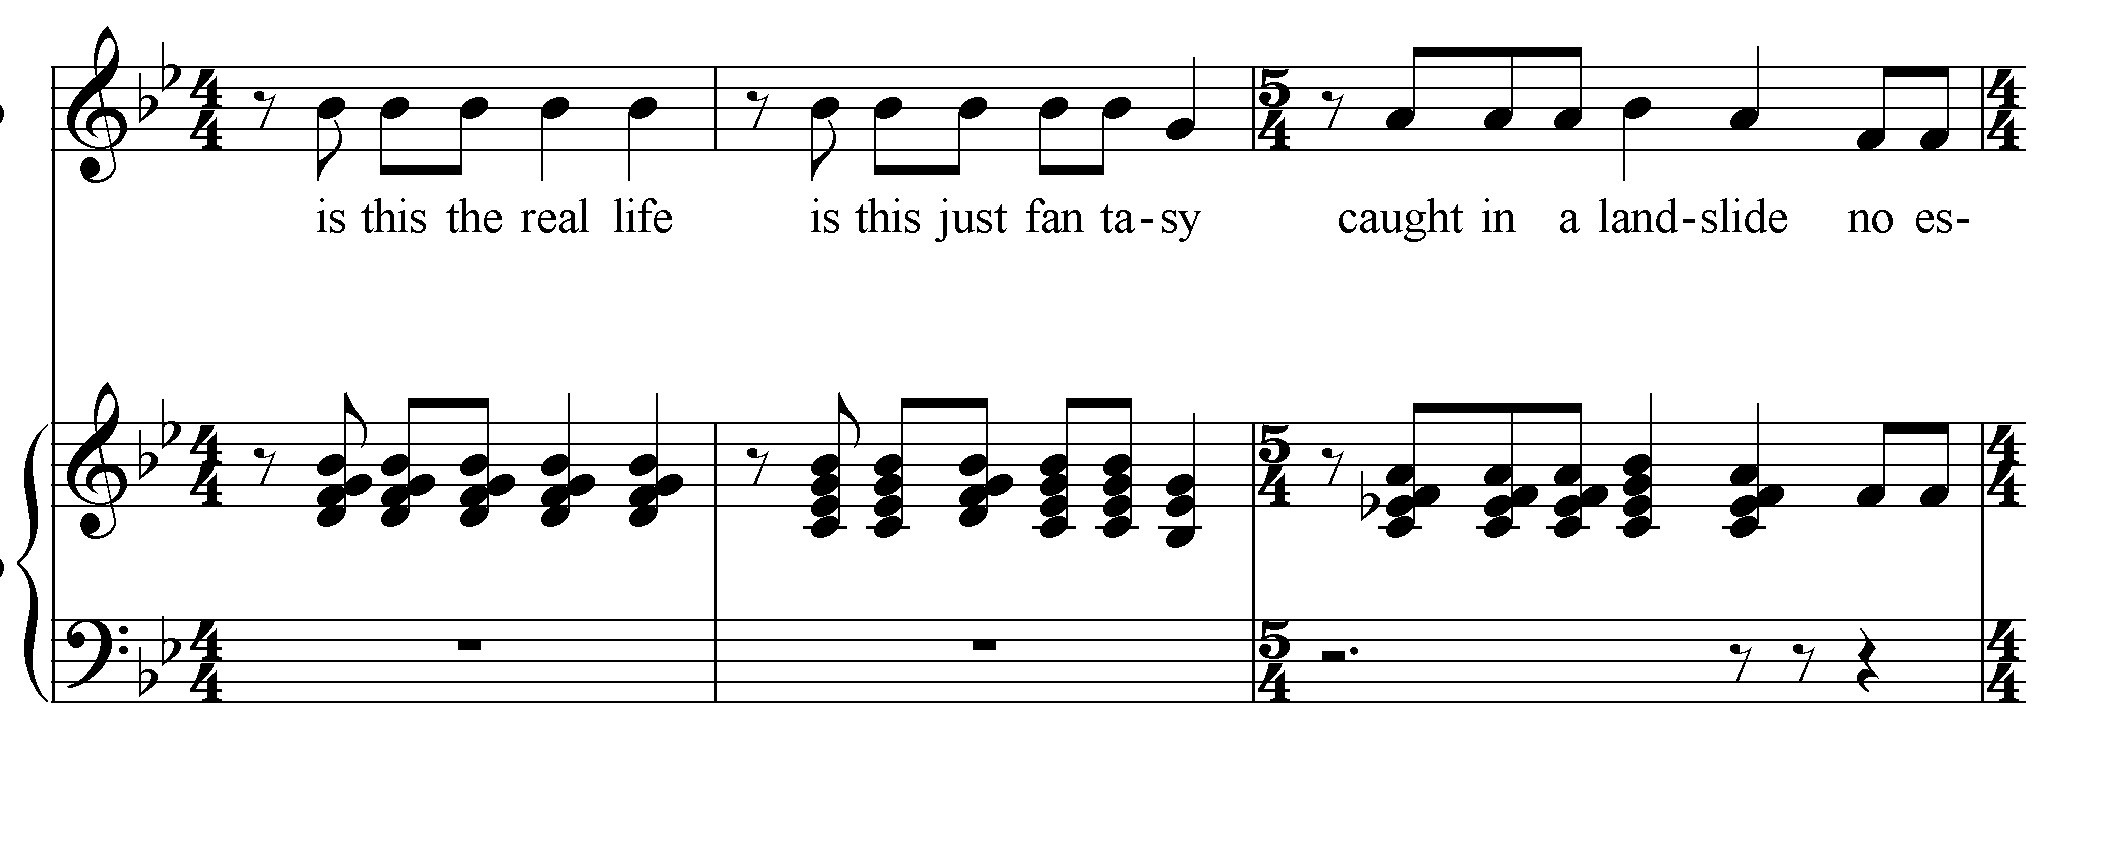 is this the real life is this just fan ta-sy caught in a land-slide no es-